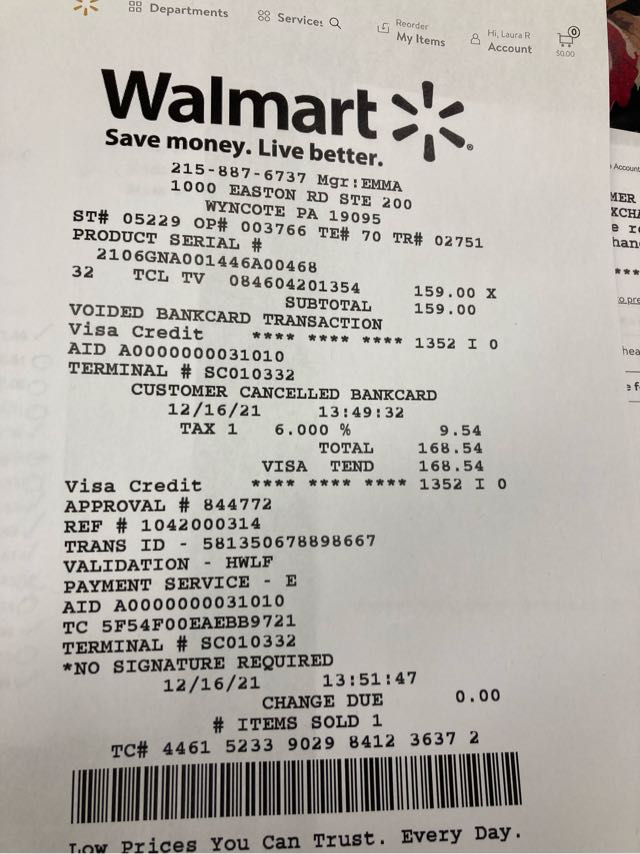 Departments
Services
Reorder
My Items
Hi, Laura R
Account
0
$0.00
Walmart
Save money. Live better.
215-887-6737 Mgr:EMMA
1000 EASTON RD STE 200
WYNCOTE PA 19095
ST# 05229 OP# 003766 TE# 70 TR# 02751
PRODUCT SERIAL #
2106GNA001446A00468
32 TCL TV 084604201354 159.00 X
SUBTOTAL 159.00
VOIDED BANKCARD TRANSACTION
Visa Credit **** **** **** 1352 I 0
AID A0000000031010
TERMINAL # SC010332
CUSTOMER CANCELLED BANKCARD
12/16/21 13:49:32
TAX 1 6.000 % 9.54
TOTAL 168.54
VISA TEND 168.54
Visa Credit **** **** **** 1352 I 0
APPROVAL # 844772
REF # 1042000314
TRANS ID - 581350678898667
VALIDATION - HWLF
PAYMENT SERVICE - E
AID A0000000031010
TC 5F54F00EAEBB9721
TERMINAL # SC010332
*NO SIGNATURE REQUIRED
12/16/21 13:51:47
CHANGE DUE 0.00
# ITEMS SOLD 1
TC# 4461 5233 9029 8412 3637 2
Low Prices You Can Trust. Every Day.
Account